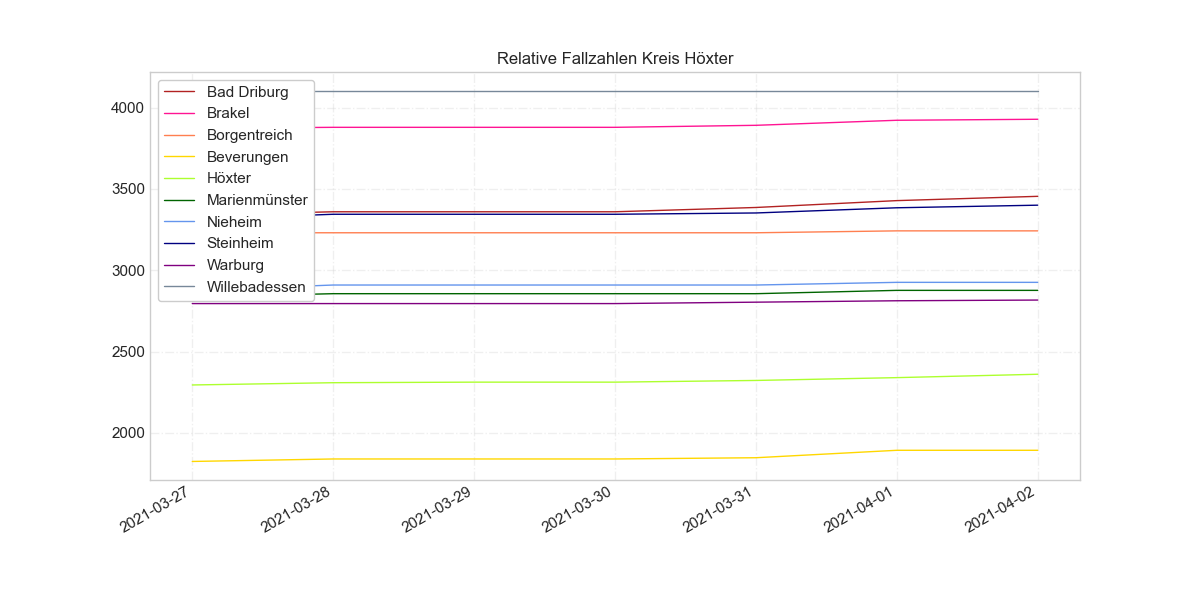 Relative Fallzahlen Kreis Höxter
Bad Driburg
Brakel
Borgentreich
Beverungen
Höxter
Marienmünster
Nieheim
Steinheim
Warburg
Willebadessen
4000
3500
3000
2500
2000
2021-03-27
2021-03-28
2021-03-29
2021-03-30
2021-03-31
2021-04-01
2021-04-02